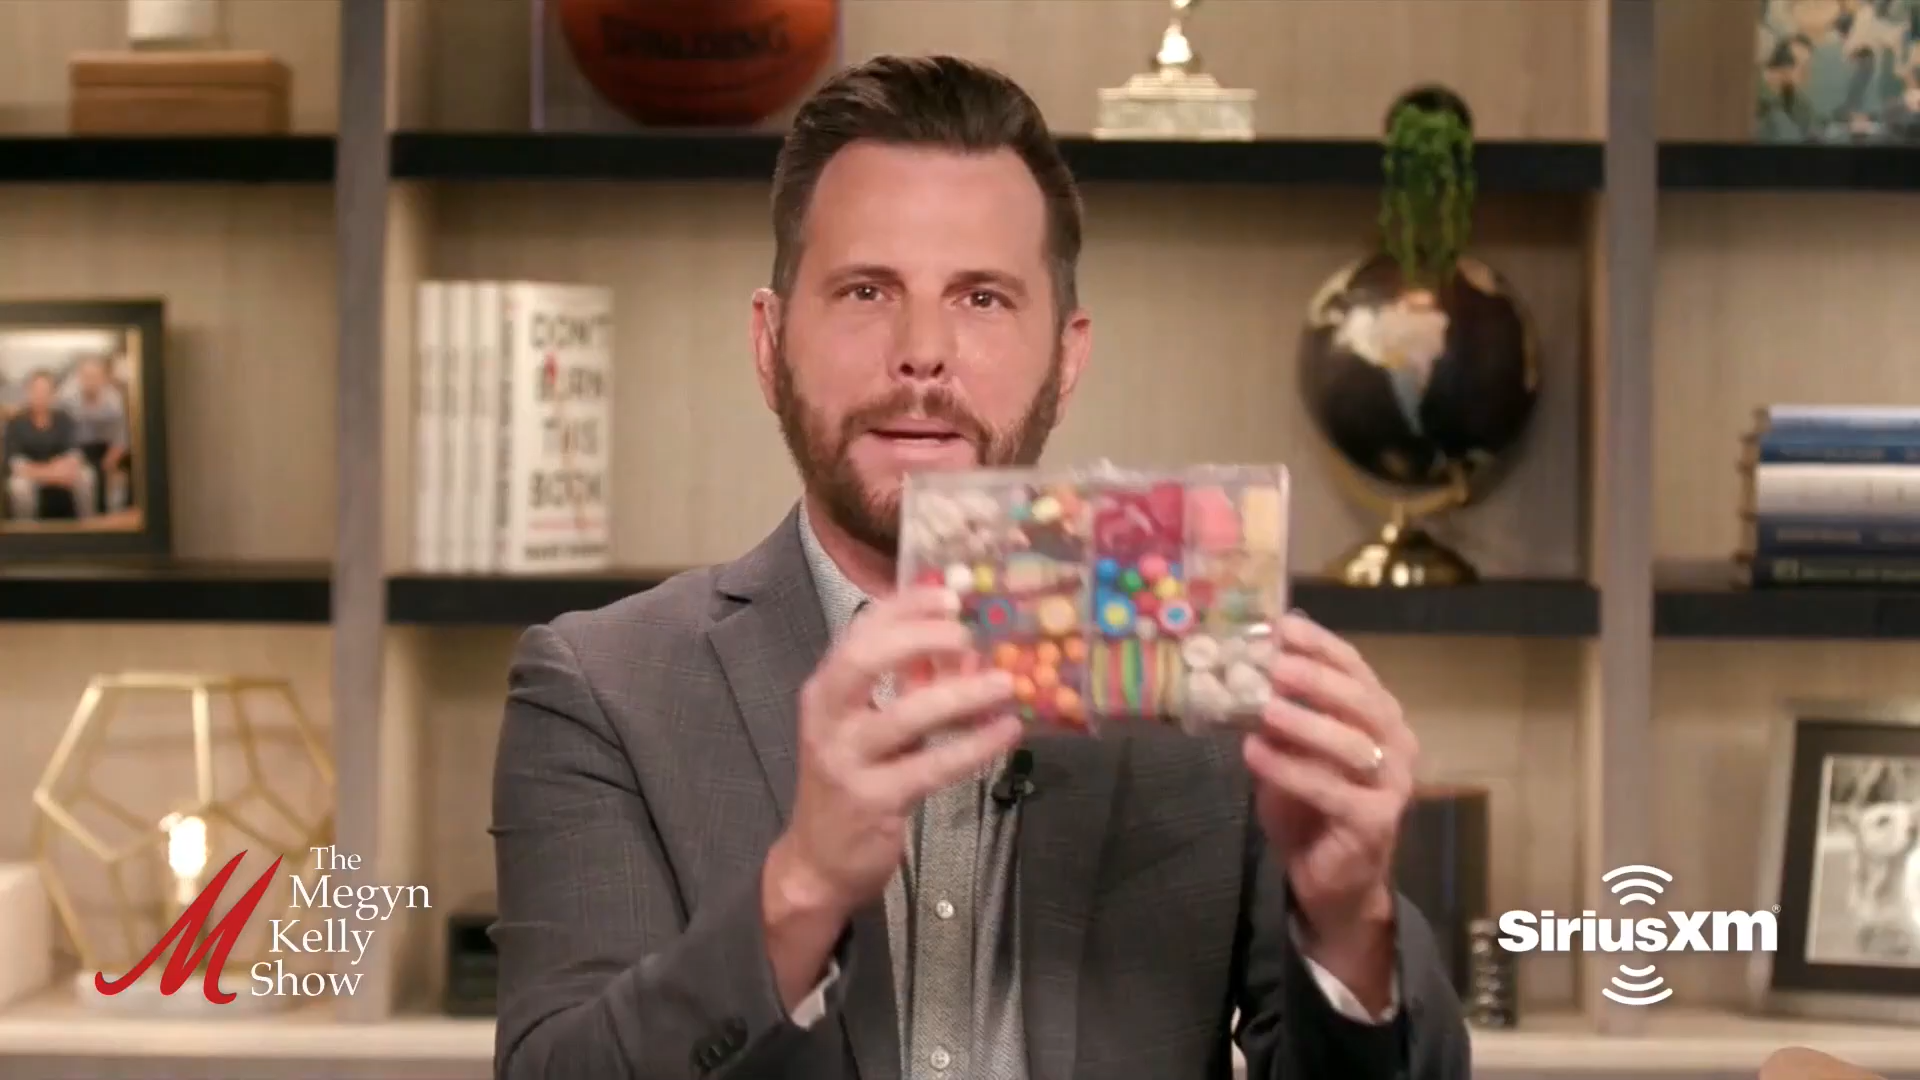 SPALDING
DON'T
BURN
THIS
BOOK
The
Megyn
Kelly
Show
SiriusXM®